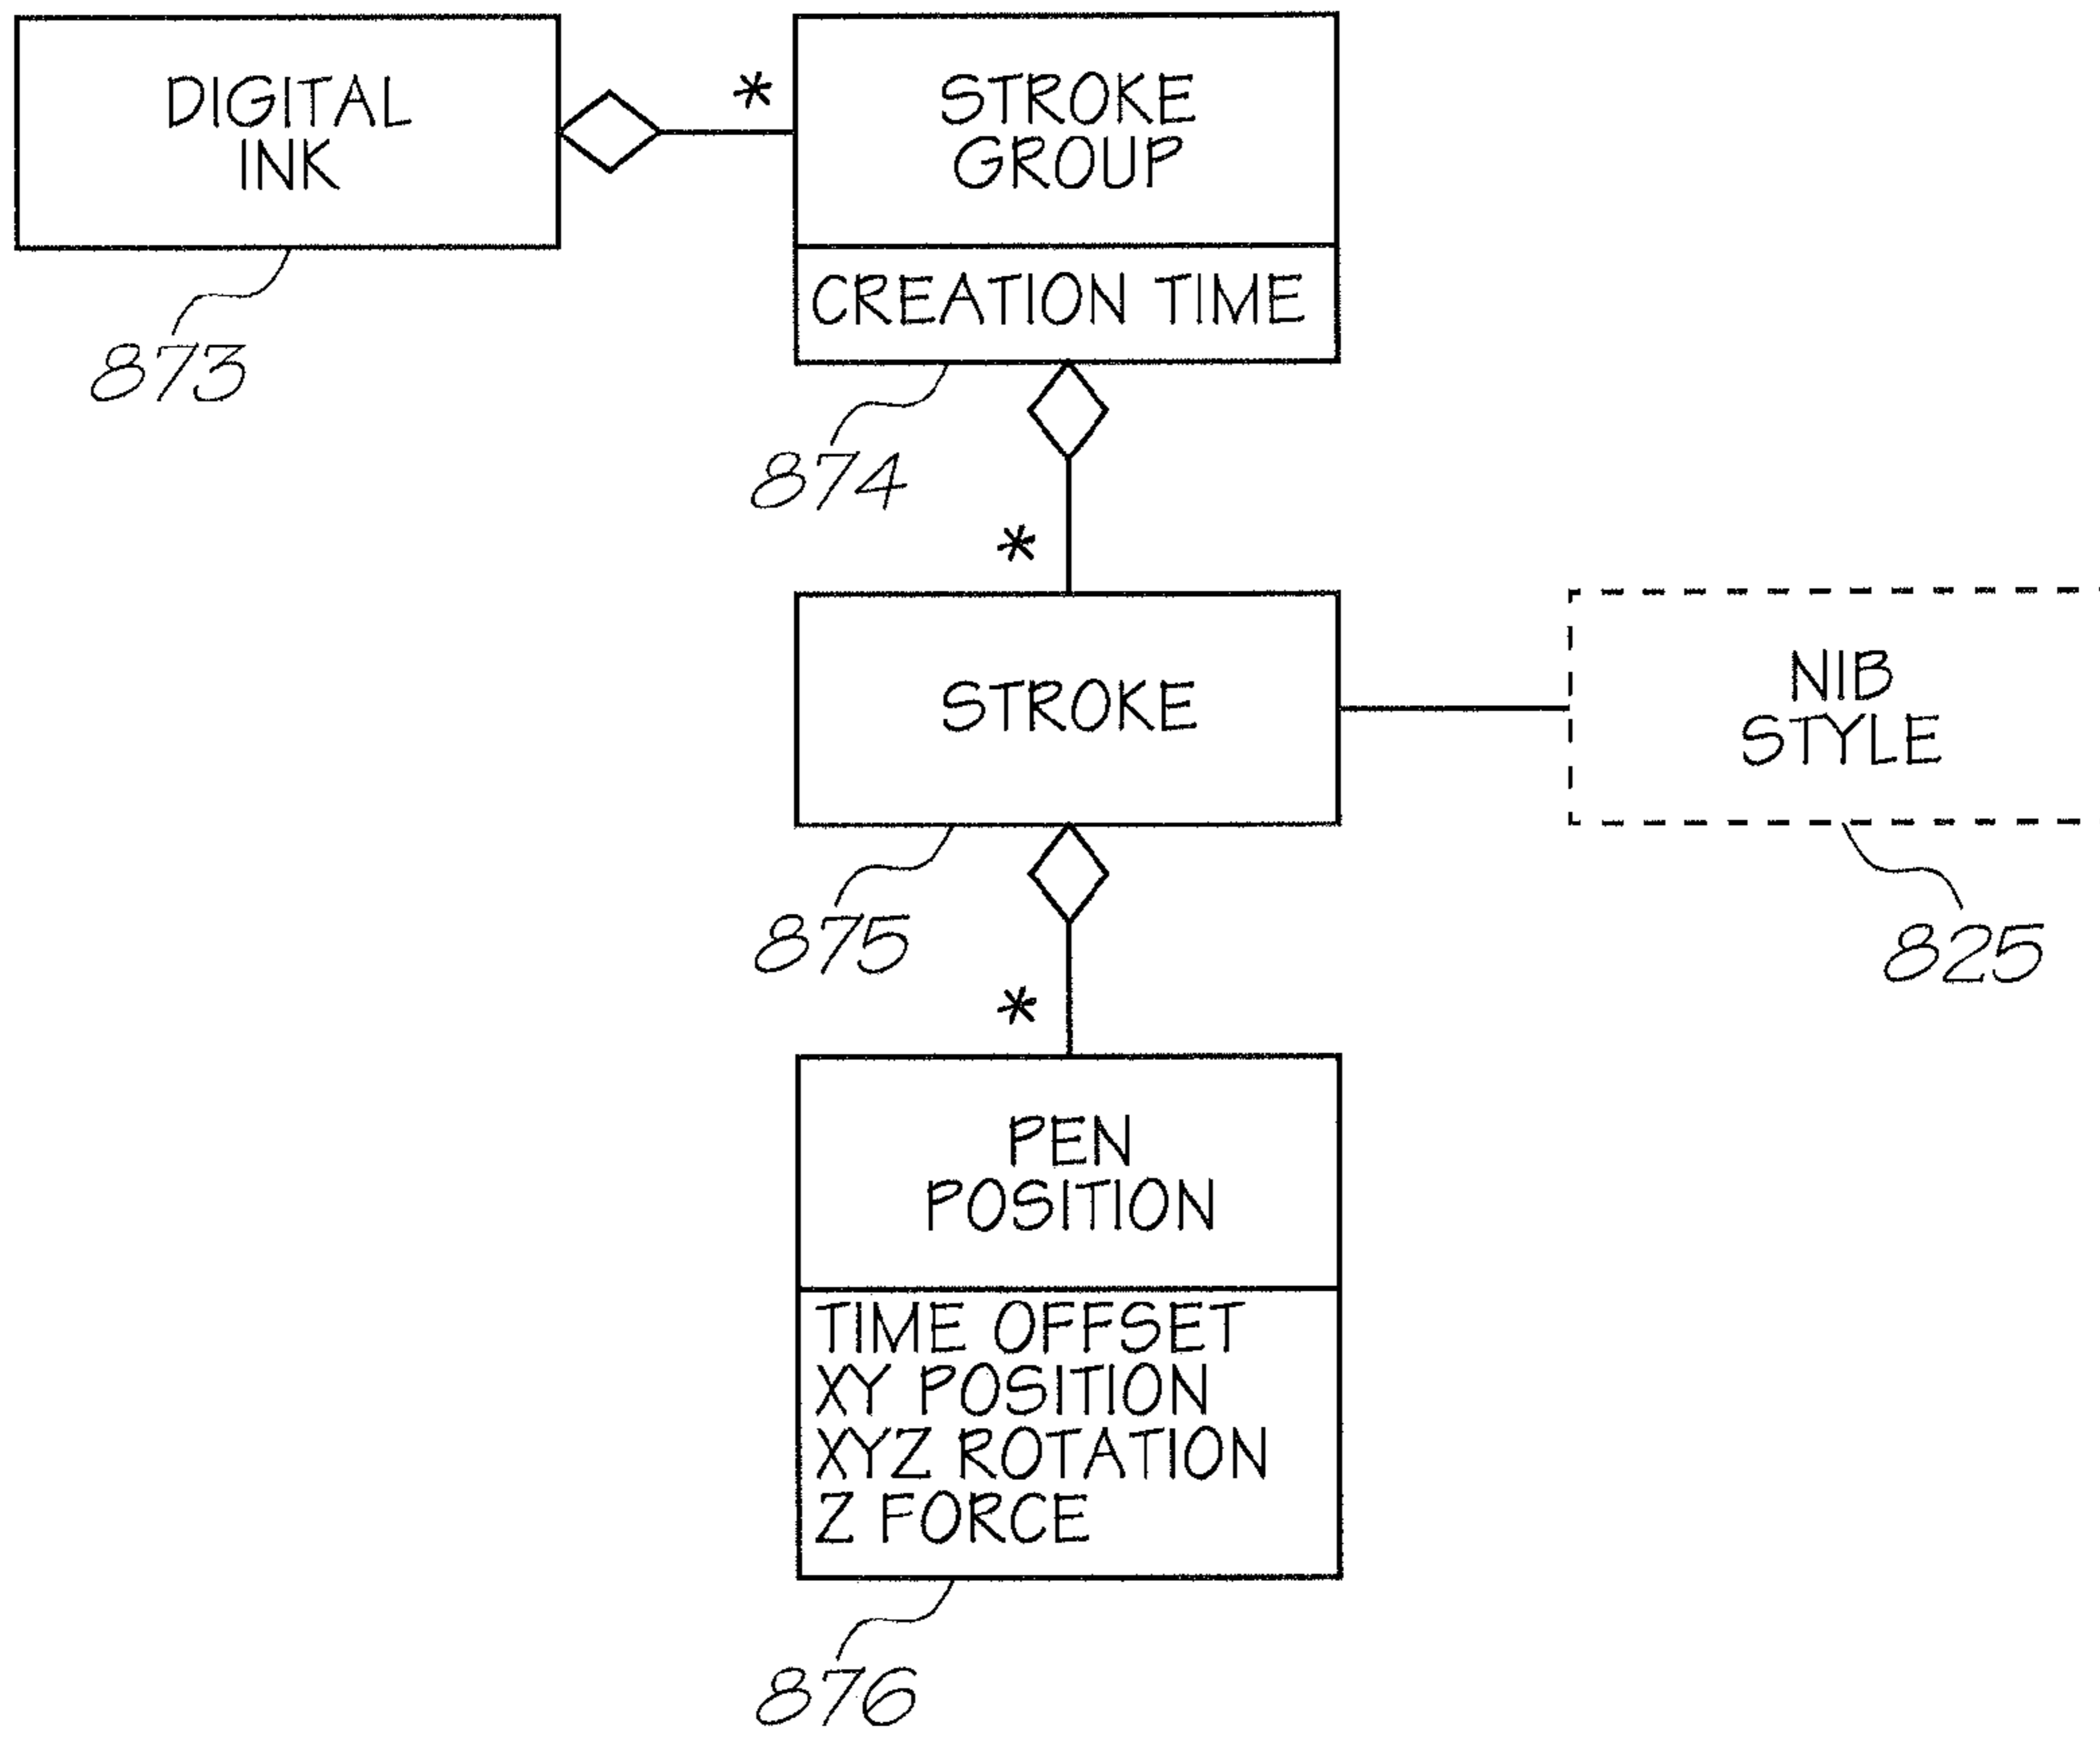 DIGITAL
INK
*
STROKE
GROUP
CREATION TIME
873
874
*
STROKE
NIB
STYLE
875
825
*
PEN
POSITION
TIME OFFSET
XY POSITION
XYZ ROTATION
Z FORCE
876